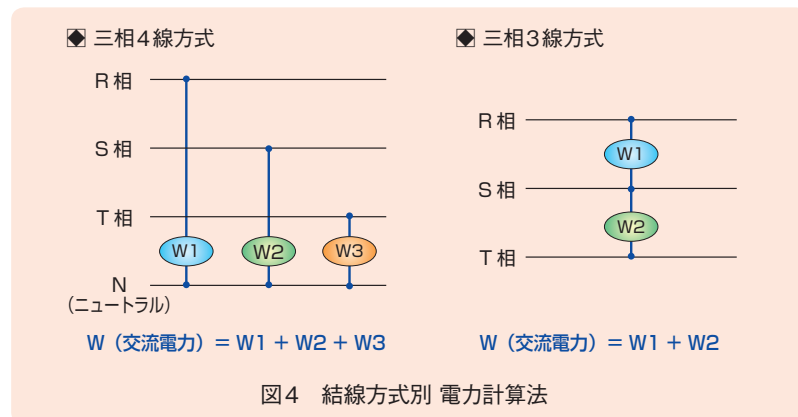 三相4線方式
R相
S相
T相
W1 W2 W3
N
（ニュートラル）
W（交流電力）＝ W1 + W2 + W3
三相3線方式
R相
W1
S相
W2
T相
W（交流電力）＝ W1 + W2
図4　結線方式別 電力計算法